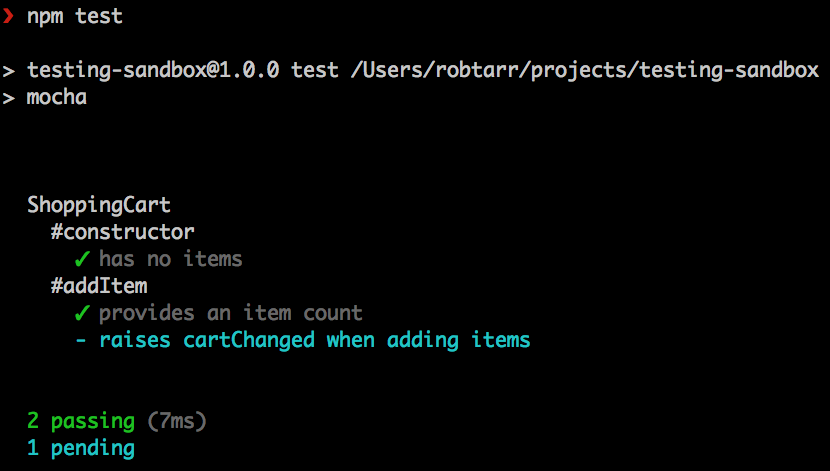 ❯ npm test
> testing-sandbox@1.0.0 test /Users/robtarr/projects/testing-sandbox
> mocha
ShoppingCart
#constructor
✓ has no items
#addItem
✓ provides an item count
- raises cartChanged when adding items
2 passing (7ms)
1 pending